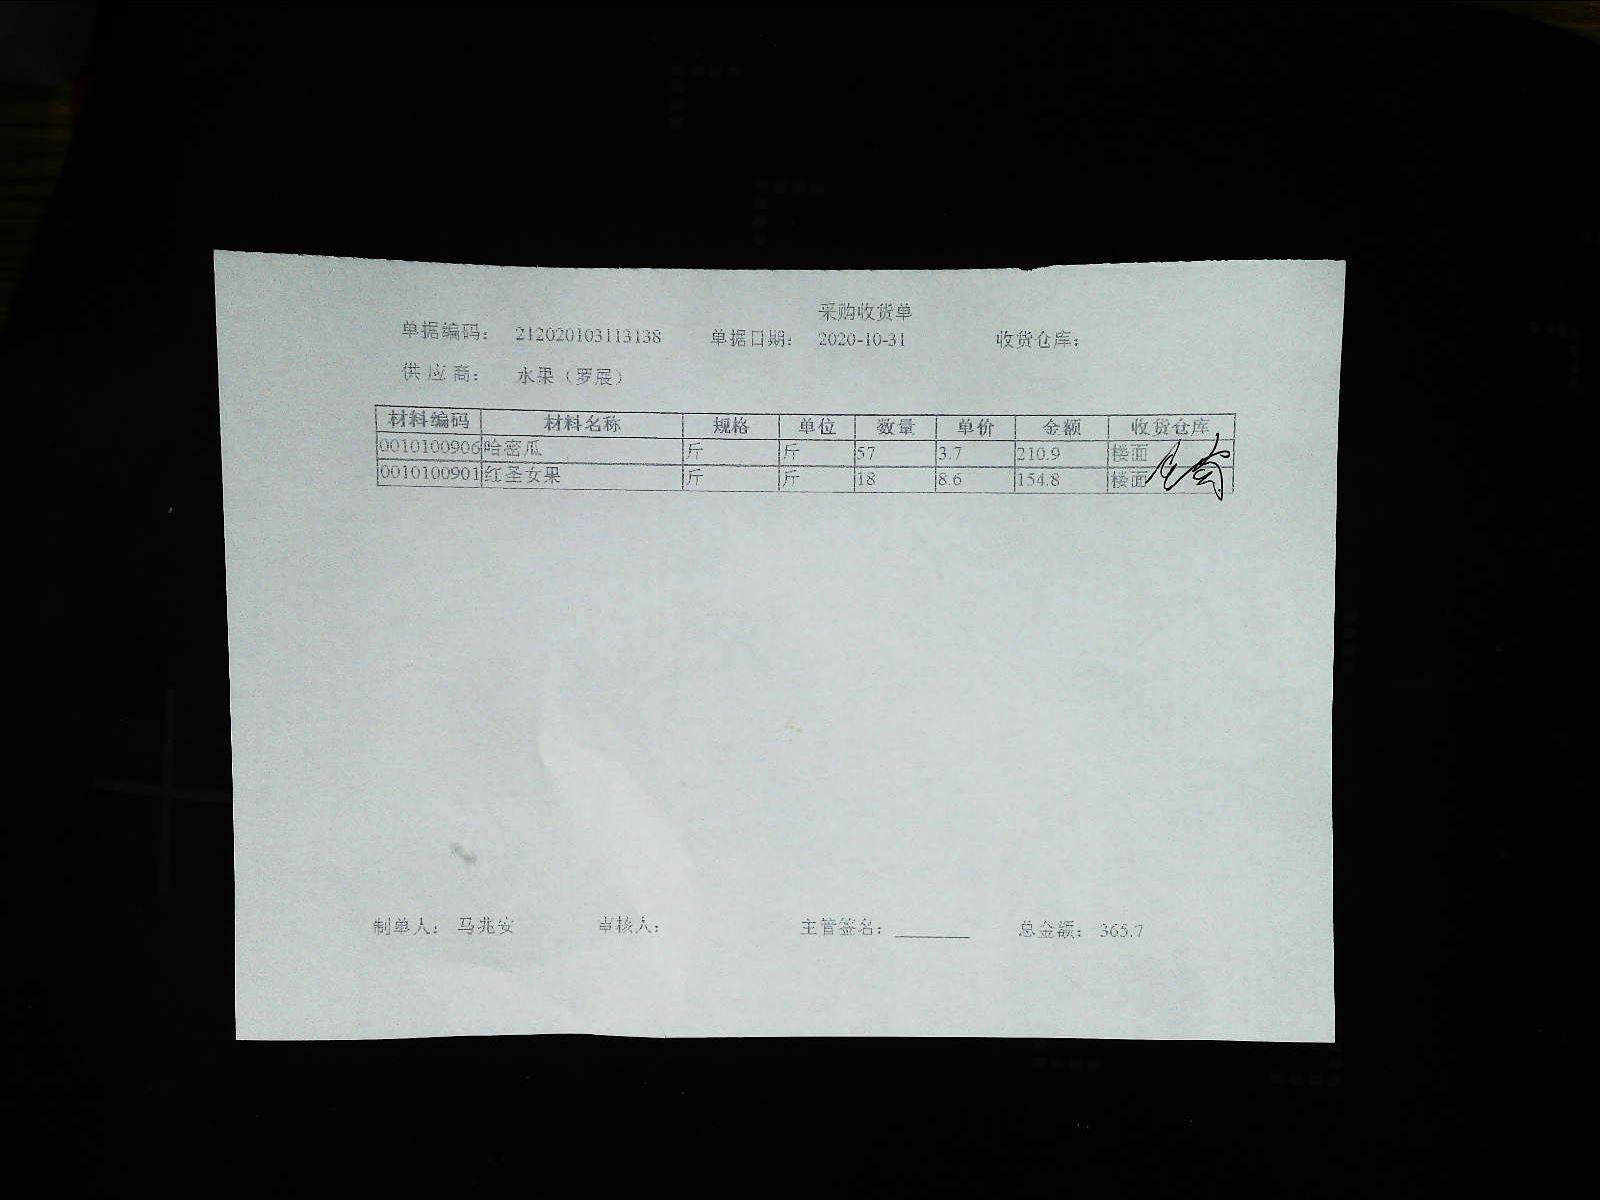 采购收货单
单据编码： 212020103113138 单据日期： 2020-10-31 收货仓库：
供 应 商： 水果（罗展）
材料编码 材料名称 规格 单位 数量 单价 金额 收货仓库
0010100906 哈密瓜 斤 斤 57 3.7 210.9 楼面
0010100901 红圣女果 斤 斤 18 8.6 154.8 楼面
制单人： 马兆安 审核人： 主管签名： 总金额： 365.7